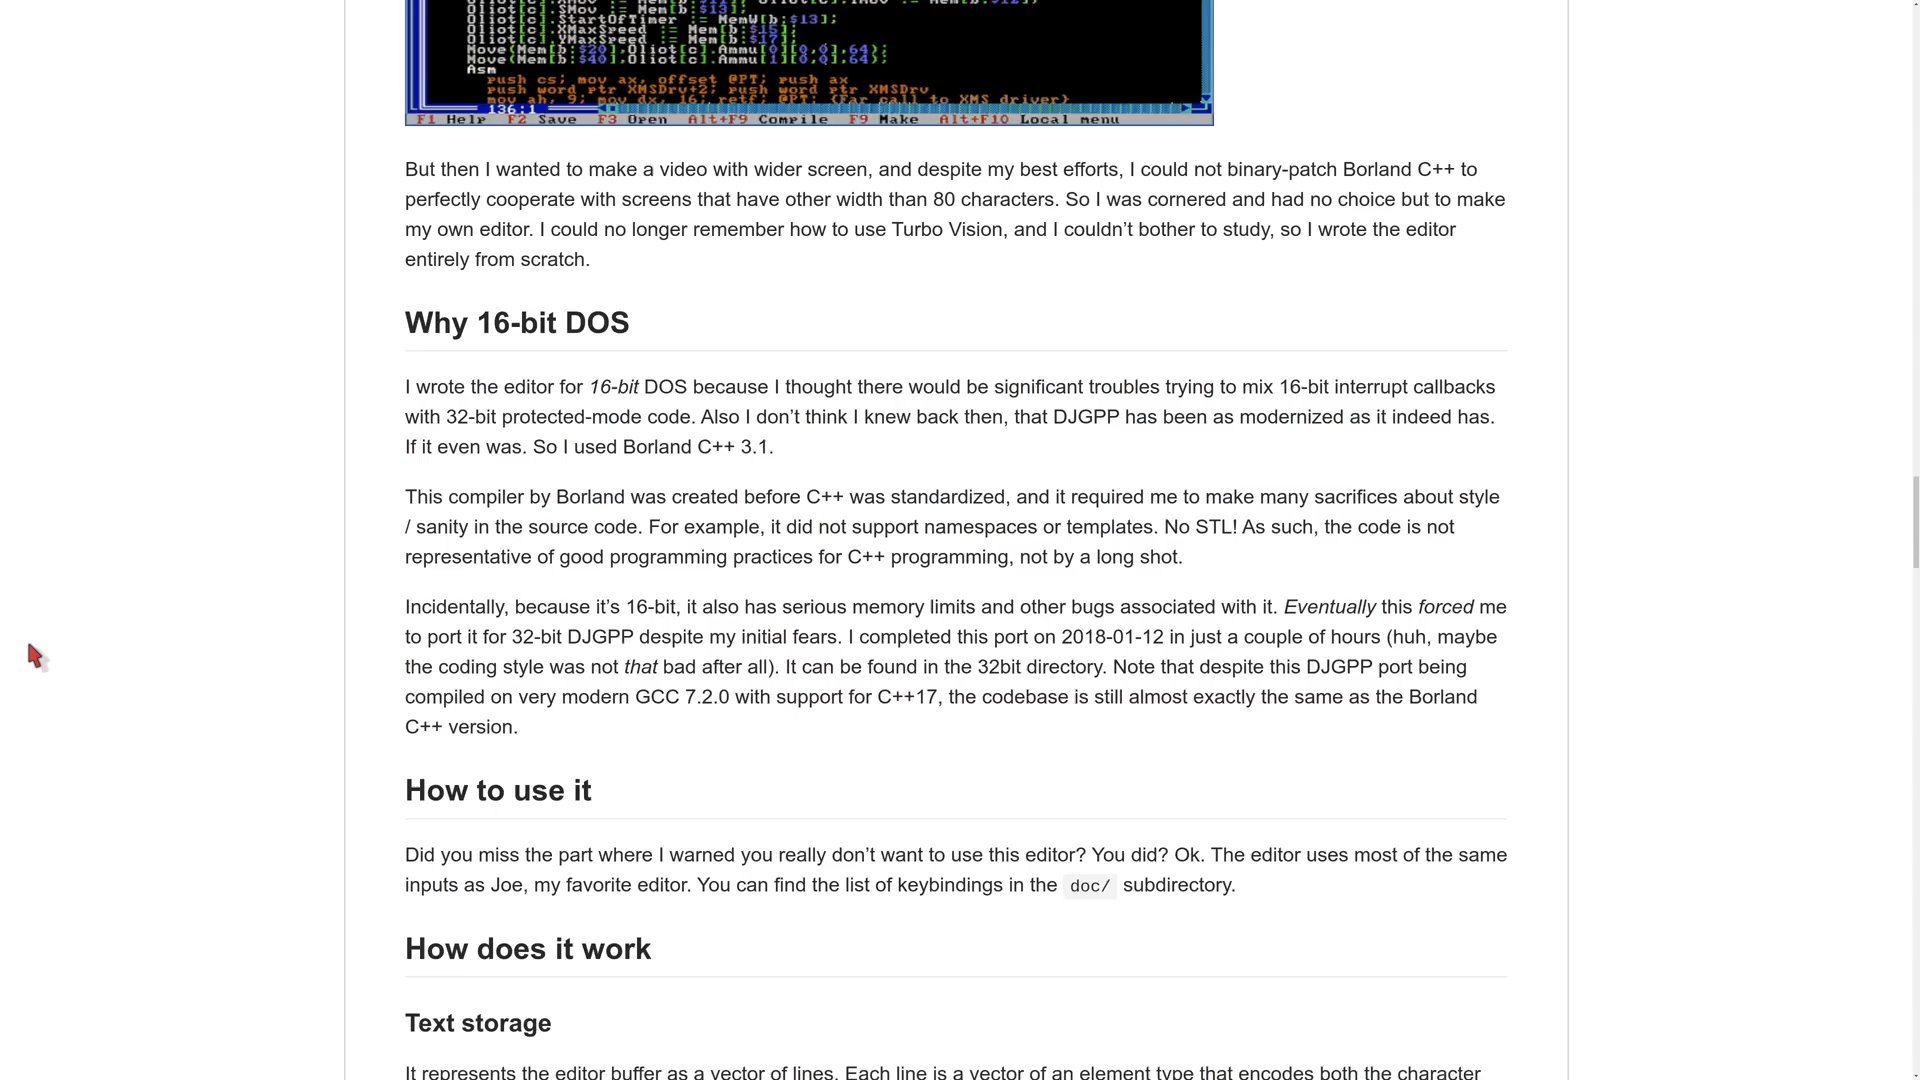 Oliot[c].SMov := Mem[b:$13];
Oliot[c].StartOfTimer := MemW[b:$13];
Oliot[c].XMaxSpeed := Mem[b:$15];
Oliot[c].YMaxSpeed := Mem[b:$17];
Move(Mem[b:$20],Oliot[c].Ammu[0][0,0],64);
Move(Mem[b:$40],Oliot[c].Ammu[1][0,0],64);
Asm
push cs; mov ax, offset @PT; push ax
push word ptr XMSDrv+2; push word ptr XMSDrv
mov ah, 9; mov dx, 16; retf; @PT: {Far call to XMS driver}
136:1
F1 Help F2 Save F3 Open Alt+F9 Compile F9 Make Alt+F10 Local menu
But then I wanted to make a video with wider screen, and despite my best efforts, I could not binary-patch Borland C++ to
perfectly cooperate with screens that have other width than 80 characters. So I was cornered and had no choice but to make
my own editor. I could no longer remember how to use Turbo Vision, and I couldn’t bother to study, so I wrote the editor
entirely from scratch.
Why 16-bit DOS
I wrote the editor for 16-bit DOS because I thought there would be significant troubles trying to mix 16-bit interrupt callbacks
with 32-bit protected-mode code. Also I don’t think I knew back then, that DJGPP has been as modernized as it indeed has.
If it even was. So I used Borland C++ 3.1.
This compiler by Borland was created before C++ was standardized, and it required me to make many sacrifices about style
/ sanity in the source code. For example, it did not support namespaces or templates. No STL! As such, the code is not
representative of good programming practices for C++ programming, not by a long shot.
Incidentally, because it’s 16-bit, it also has serious memory limits and other bugs associated with it. Eventually this forced me
to port it for 32-bit DJGPP despite my initial fears. I completed this port on 2018-01-12 in just a couple of hours (huh, maybe
the coding style was not that bad after all). It can be found in the 32bit directory. Note that despite this DJGPP port being
compiled on very modern GCC 7.2.0 with support for C++17, the codebase is still almost exactly the same as the Borland
C++ version.
How to use it
Did you miss the part where I warned you really don’t want to use this editor? You did? Ok. The editor uses most of the same
inputs as Joe, my favorite editor. You can find the list of keybindings in the doc/ subdirectory.
How does it work
Text storage
It represents the editor buffer as a vector of lines. Each line is a vector of an element type that encodes both the character